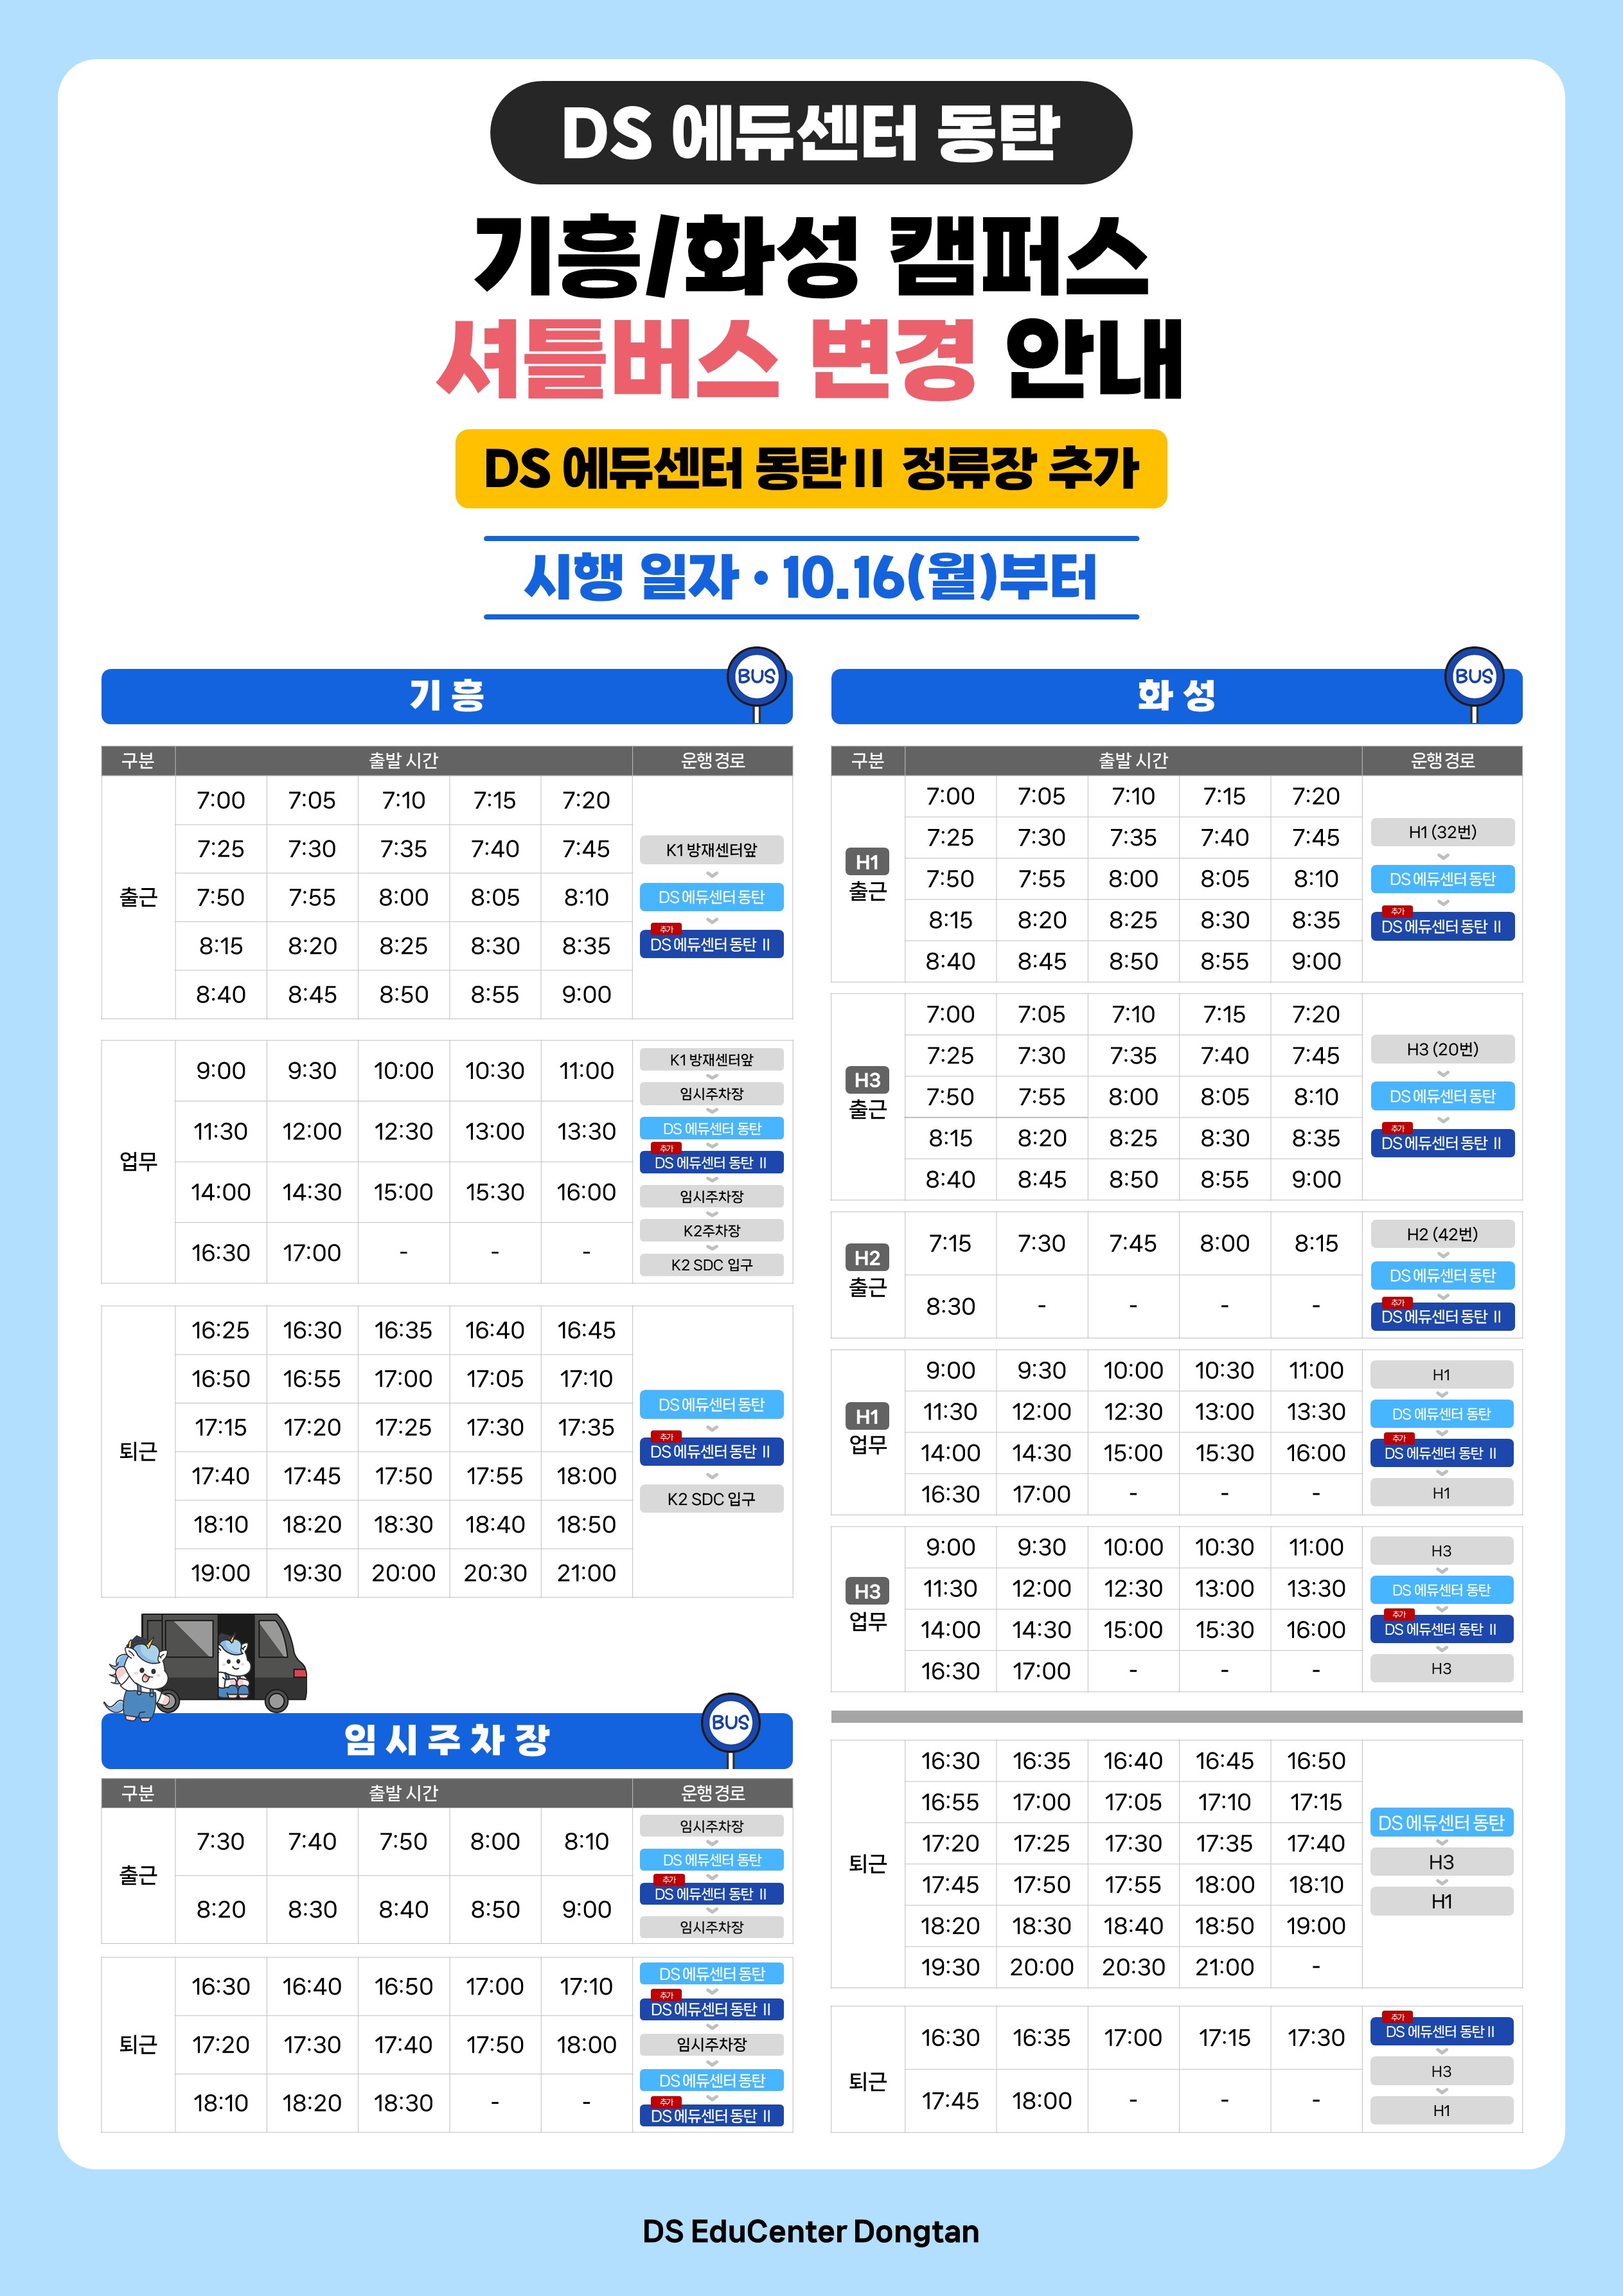 DS 에듀센터 동탄
기흥/화성 캠퍼스
셔틀버스 변경 안내
DS 에듀센터 동탄Ⅱ 정류장 추가
시행 일자 • 10.16(월)부터
기흥
BUS
구분 출발 시간 운행경로
출근
7:00 7:05 7:10 7:15 7:20
7:25 7:30 7:35 7:40 7:45
7:50 7:55 8:00 8:05 8:10
8:15 8:20 8:25 8:30 8:35
8:40 8:45 8:50 8:55 9:00
K1 방재센터앞
DS 에듀센터 동탄
추가
DS 에듀센터 동탄 Ⅱ
업무
9:00 9:30 10:00 10:30 11:00
11:30 12:00 12:30 13:00 13:30
14:00 14:30 15:00 15:30 16:00
16:30 17:00 - - -
K1 방재센터앞
임시주차장
DS 에듀센터 동탄
추가
DS 에듀센터 동탄 Ⅱ
임시주차장
K2주차장
K2 SDC 입구
퇴근
16:25 16:30 16:35 16:40 16:45
16:50 16:55 17:00 17:05 17:10
17:15 17:20 17:25 17:30 17:35
17:40 17:45 17:50 17:55 18:00
18:10 18:20 18:30 18:40 18:50
19:00 19:30 20:00 20:30 21:00
DS 에듀센터 동탄
추가
DS 에듀센터 동탄 Ⅱ
K2 SDC 입구
임시주차장
BUS
구분 출발 시간 운행경로
출근
7:30 7:40 7:50 8:00 8:10
8:20 8:30 8:40 8:50 9:00
임시주차장
DS 에듀센터 동탄
추가
DS 에듀센터 동탄 Ⅱ
임시주차장
퇴근
16:30 16:40 16:50 17:00 17:10
17:20 17:30 17:40 17:50 18:00
18:10 18:20 18:30 - -
DS 에듀센터 동탄
추가
DS 에듀센터 동탄 Ⅱ
임시주차장
DS 에듀센터 동탄
추가
DS 에듀센터 동탄 Ⅱ
화성
BUS
구분 출발 시간 운행경로
H1
출근
7:00 7:05 7:10 7:15 7:20
7:25 7:30 7:35 7:40 7:45
7:50 7:55 8:00 8:05 8:10
8:15 8:20 8:25 8:30 8:35
8:40 8:45 8:50 8:55 9:00
H1 (32번)
DS 에듀센터 동탄
추가
DS 에듀센터 동탄 Ⅱ
H3
출근
7:00 7:05 7:10 7:15 7:20
7:25 7:30 7:35 7:40 7:45
7:50 7:55 8:00 8:05 8:10
8:15 8:20 8:25 8:30 8:35
8:40 8:45 8:50 8:55 9:00
H3 (20번)
DS 에듀센터 동탄
추가
DS 에듀센터 동탄 Ⅱ
H2
출근
7:15 7:30 7:45 8:00 8:15
8:30 - - - -
H2 (42번)
DS 에듀센터 동탄
추가
DS 에듀센터 동탄 Ⅱ
H1
업무
9:00 9:30 10:00 10:30 11:00
11:30 12:00 12:30 13:00 13:30
14:00 14:30 15:00 15:30 16:00
16:30 17:00 - - -
H1
DS 에듀센터 동탄
추가
DS 에듀센터 동탄 Ⅱ
H1
H3
업무
9:00 9:30 10:00 10:30 11:00
11:30 12:00 12:30 13:00 13:30
14:00 14:30 15:00 15:30 16:00
16:30 17:00 - - -
H3
DS 에듀센터 동탄
추가
DS 에듀센터 동탄 Ⅱ
H3
퇴근
16:30 16:35 16:40 16:45 16:50
16:55 17:00 17:05 17:10 17:15
17:20 17:25 17:30 17:35 17:40
17:45 17:50 17:55 18:00 18:10
18:20 18:30 18:40 18:50 19:00
19:30 20:00 20:30 21:00 -
DS 에듀센터 동탄
H3
H1
퇴근
16:30 16:35 17:00 17:15 17:30
17:45 18:00 - - -
추가
DS 에듀센터 동탄Ⅱ
H3
H1
DS EduCenter Dongtan